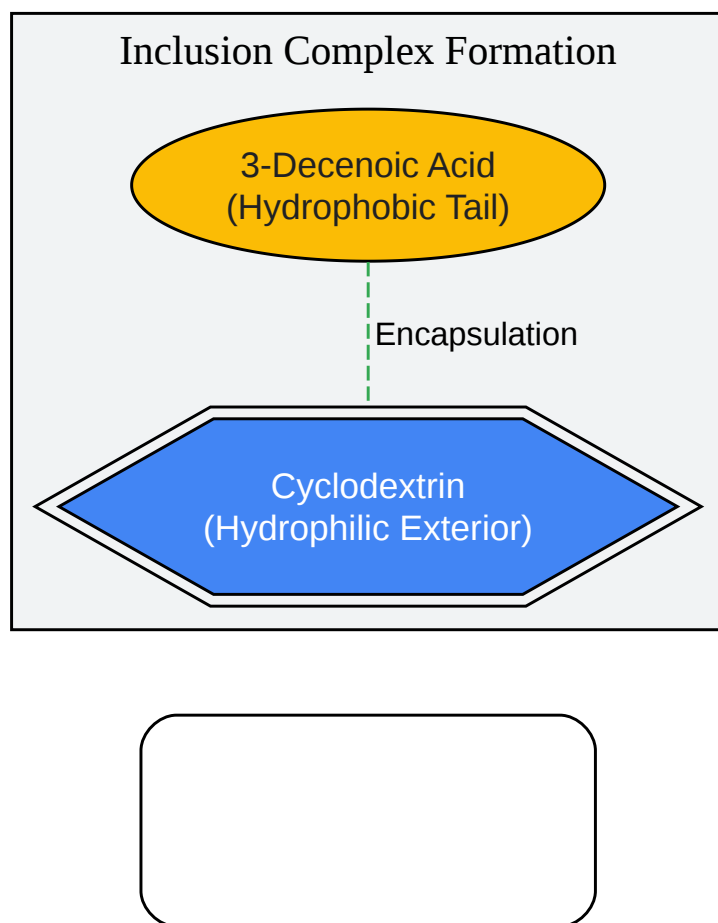 Inclusion Complex Formation
3-Decenoic Acid
(Hydrophobic Tail)
Encapsulation
Cyclodextrin
(Hydrophilic Exterior)